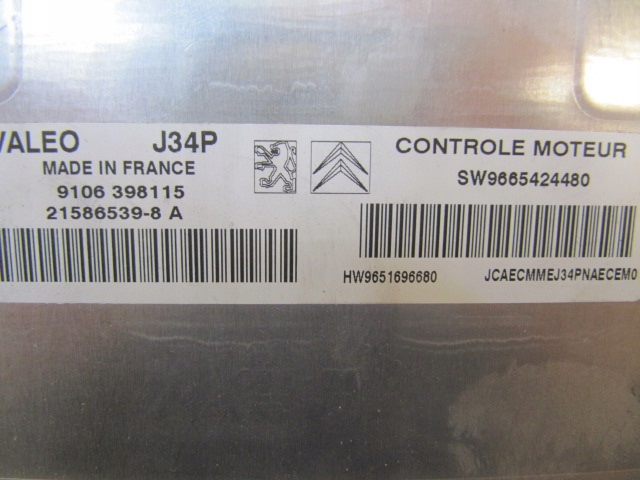 VALEO J34P
MADE IN FRANCE
9106 398115
21586539-8 A
CONTROLE MOTEUR
SW9665424480
HW9651696680 JCAECMMEJ34PNAECEM0